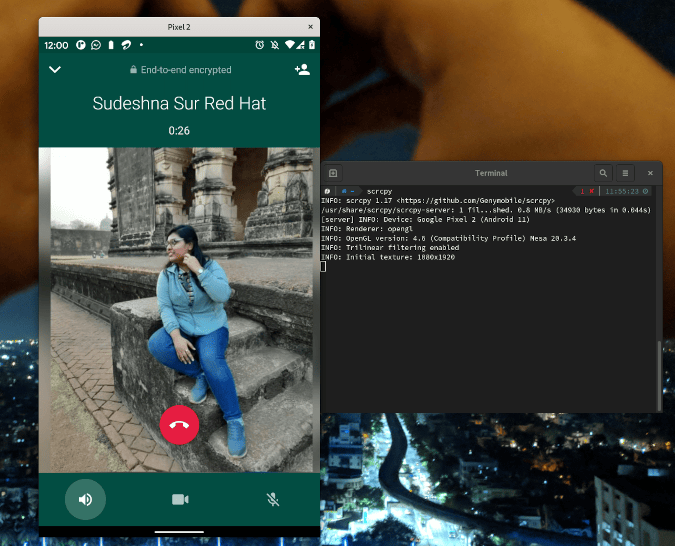 Pixel 2
12:00
End-to-end encrypted
Sudeshna Sur Red Hat
0:26
Terminal
~ scrcpy
11:55:23
INFO: scrcpy 1.17 <https://github.com/Genymobile/scrcpy>
/usr/share/scrcpy/scrcpy-server: 1 fil...shed. 0.8 MB/s (34930 bytes in 0.044s)
[server] INFO: Device: Google Pixel 2 (Android 11)
INFO: Renderer: opengl
INFO: OpenGL version: 4.6 (Compatibility Profile) Mesa 20.3.4
INFO: Trilinear filtering enabled
INFO: Initial texture: 1080x1920